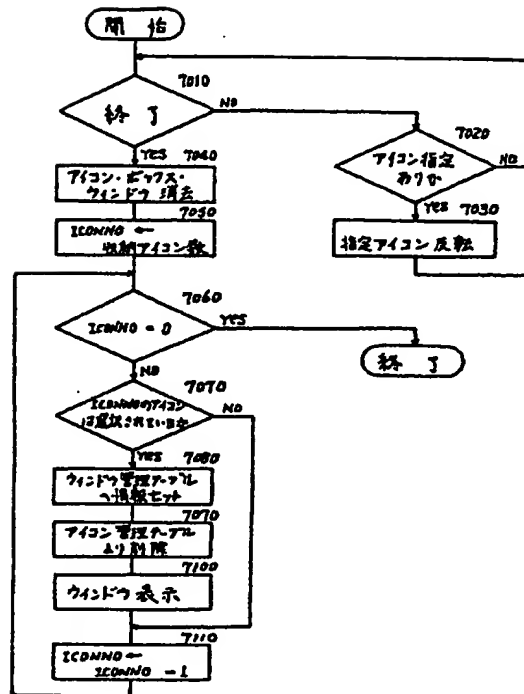 開始
7010
終了
NO
YES
7020
アイコン指定
ありか
NO
YES
7030
指定アイコン反転
7040
アイコン・ボックス・
ウィンドウ 消去
7050
ICONNO ←
収納アイコン数
7060
ICONNO = 0
YES
終了
NO
7070
ICONNOのアイコン
は選択されているか
NO
YES
7080
ウィンドウ管理テーブル
へ情報セット
7070
アイコン管理テーブル
より削除
7100
ウィンドウ 表示
7110
ICONNO ←
ICONNO - 1